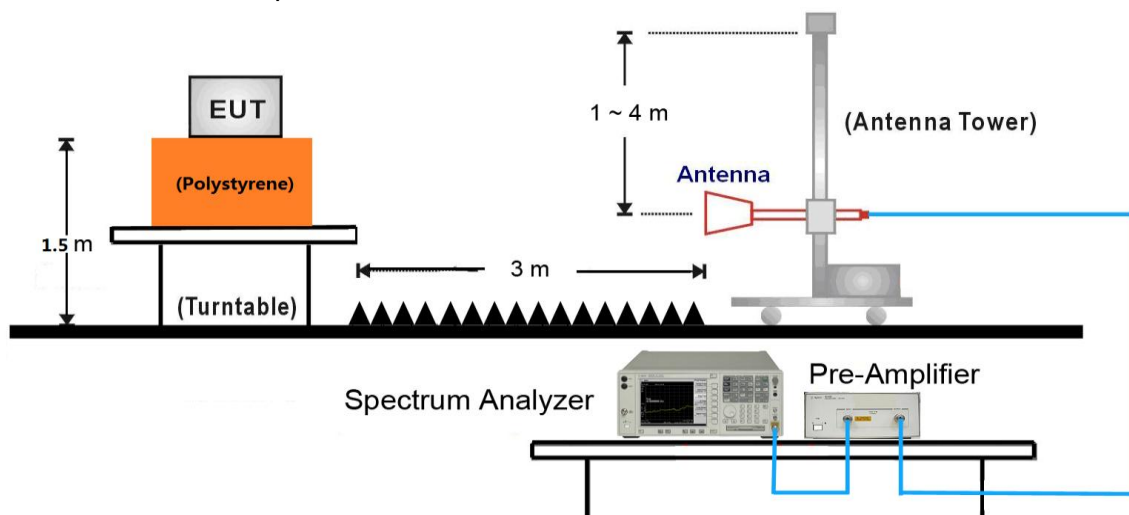 EUT
(Polystyrene)
1.5 m
(Turntable)
3 m
1 ~ 4 m
(Antenna Tower)
Antenna
Spectrum Analyzer
Pre-Amplifier